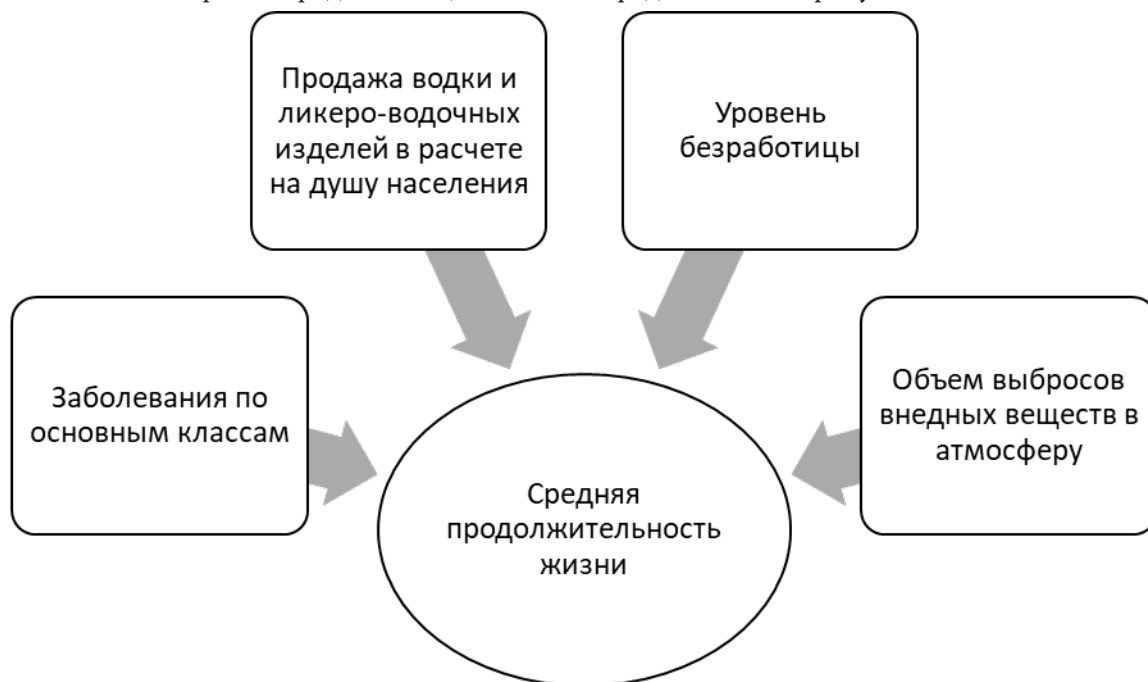 Продажа водки и
ликеро-водочных
изделей в расчете
на душу населения
Уровень
безработицы
Заболевания по
основным классам
Объем выбросов
внедных веществ в
атмосферу
Средняя
продолжительность
жизни